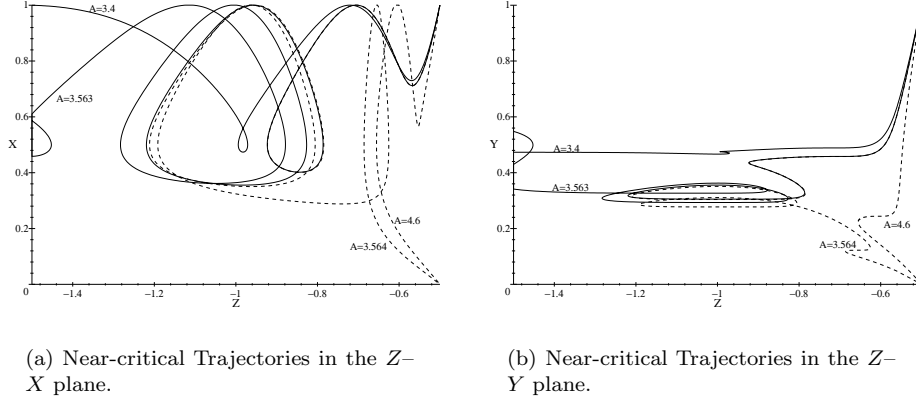 1
0.8
0.6
X
0.4
0.2
0
−1.4
−1.2
−1
−0.8
−0.6
Z
A=3.4
A=3.563
A=4.6
A=3.564
1
0.8
0.6
Y
0.4
0.2
0
−1.4
−1.2
−1
−0.8
−0.6
Z
A=3.4
A=3.563
A=4.6
A=3.564
(a) Near-critical Trajectories in the Z–
X plane.
(b) Near-critical Trajectories in the Z–
Y plane.